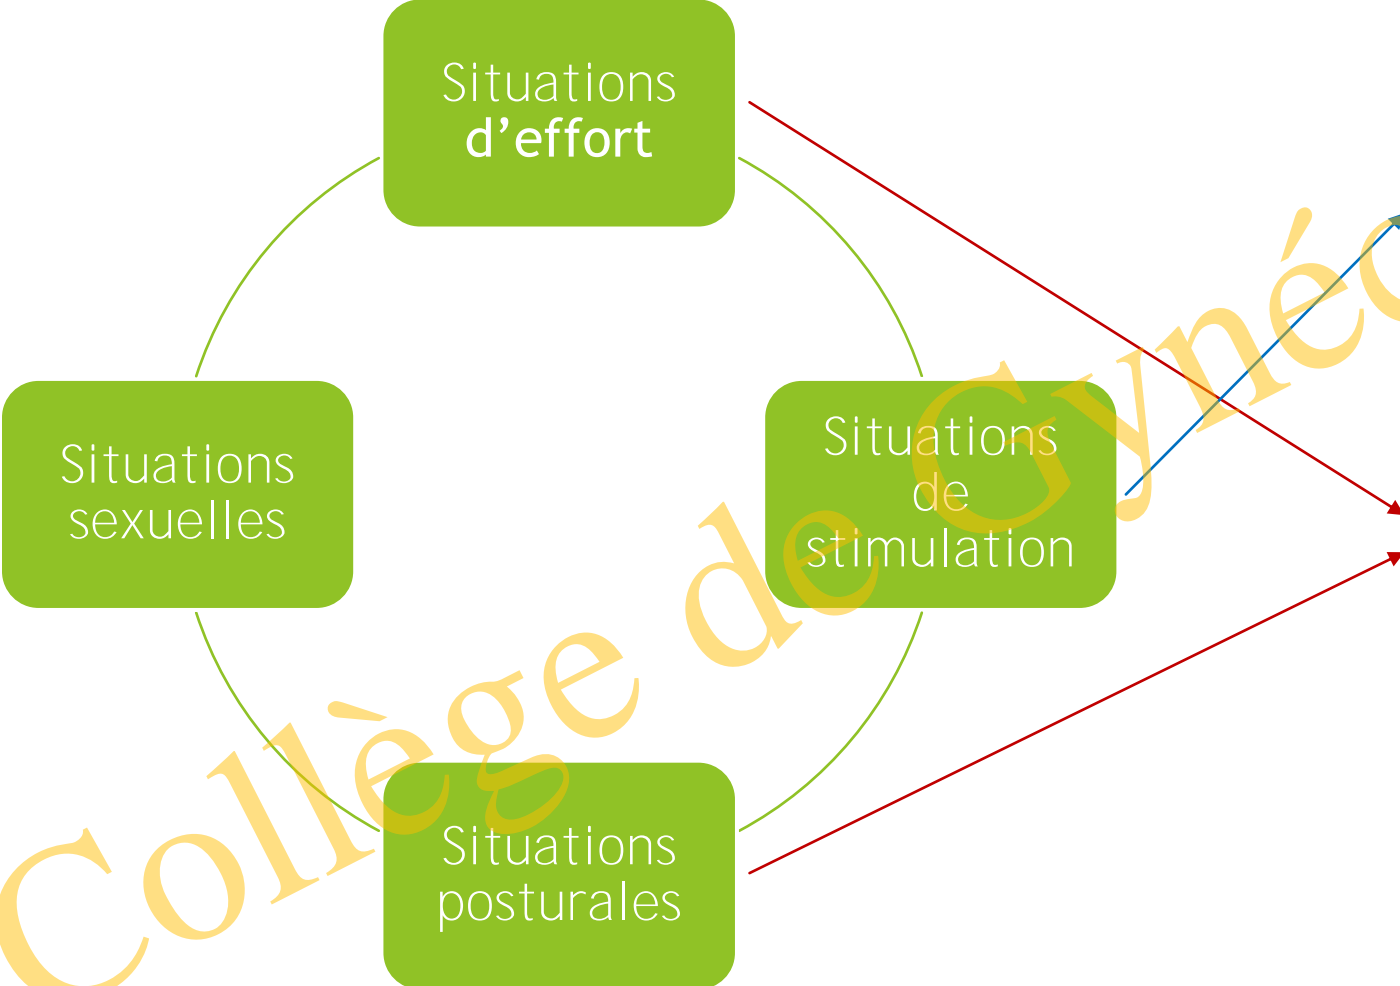 Situations
d’effort
Situations
sexuelles
Situations
de
stimulation
Situations
posturales
Collège de Gynéc